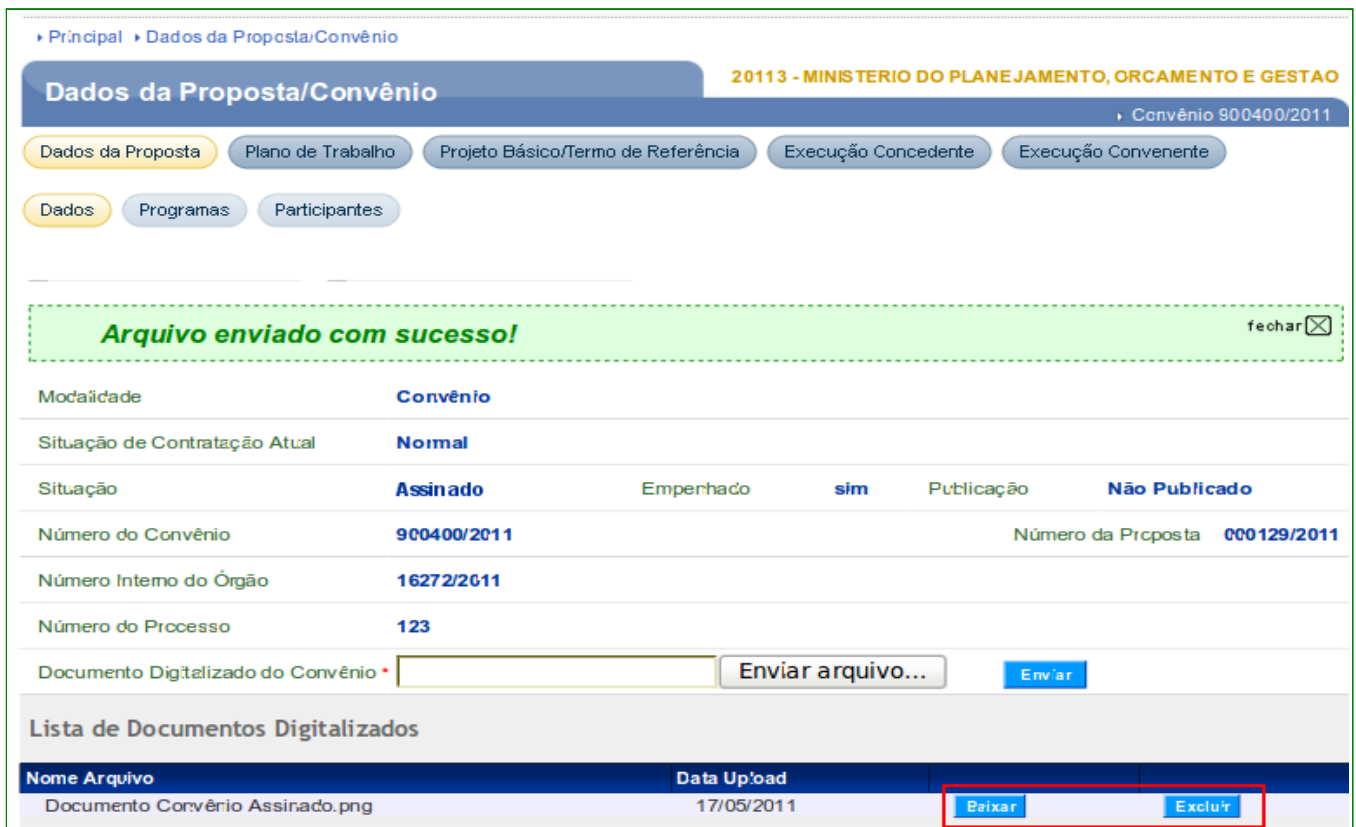 Principal Dados da Proposta/Convênio
20113 - MINISTERIO DO PLANEJAMENTO, ORCAMENTO E GESTAO
Dados da Proposta/Convênio
Convênio 900400/2011
Dados da Proposta Plano de Trabalho Projeto Básico/Termo de Referência Execução Concedente Execução Convenente
Dados Programas Participantes
Arquivo enviado com sucesso! fechar
Modalidade Convênio
Situação de Contratação Atual Normal
Situação Assinado Empenhado sim Publicação Não Publicado
Número do Convênio 900400/2011 Número da Proposta 000129/2011
Número Interno do Órgão 16272/2011
Número do Processo 123
Documento Digitalizado do Convênio * Enviar arquivo... Enviar
Lista de Documentos Digitalizados
Nome Arquivo Data Upload
Documento Convênio Assinado.png 17/05/2011 Baixar Excluir